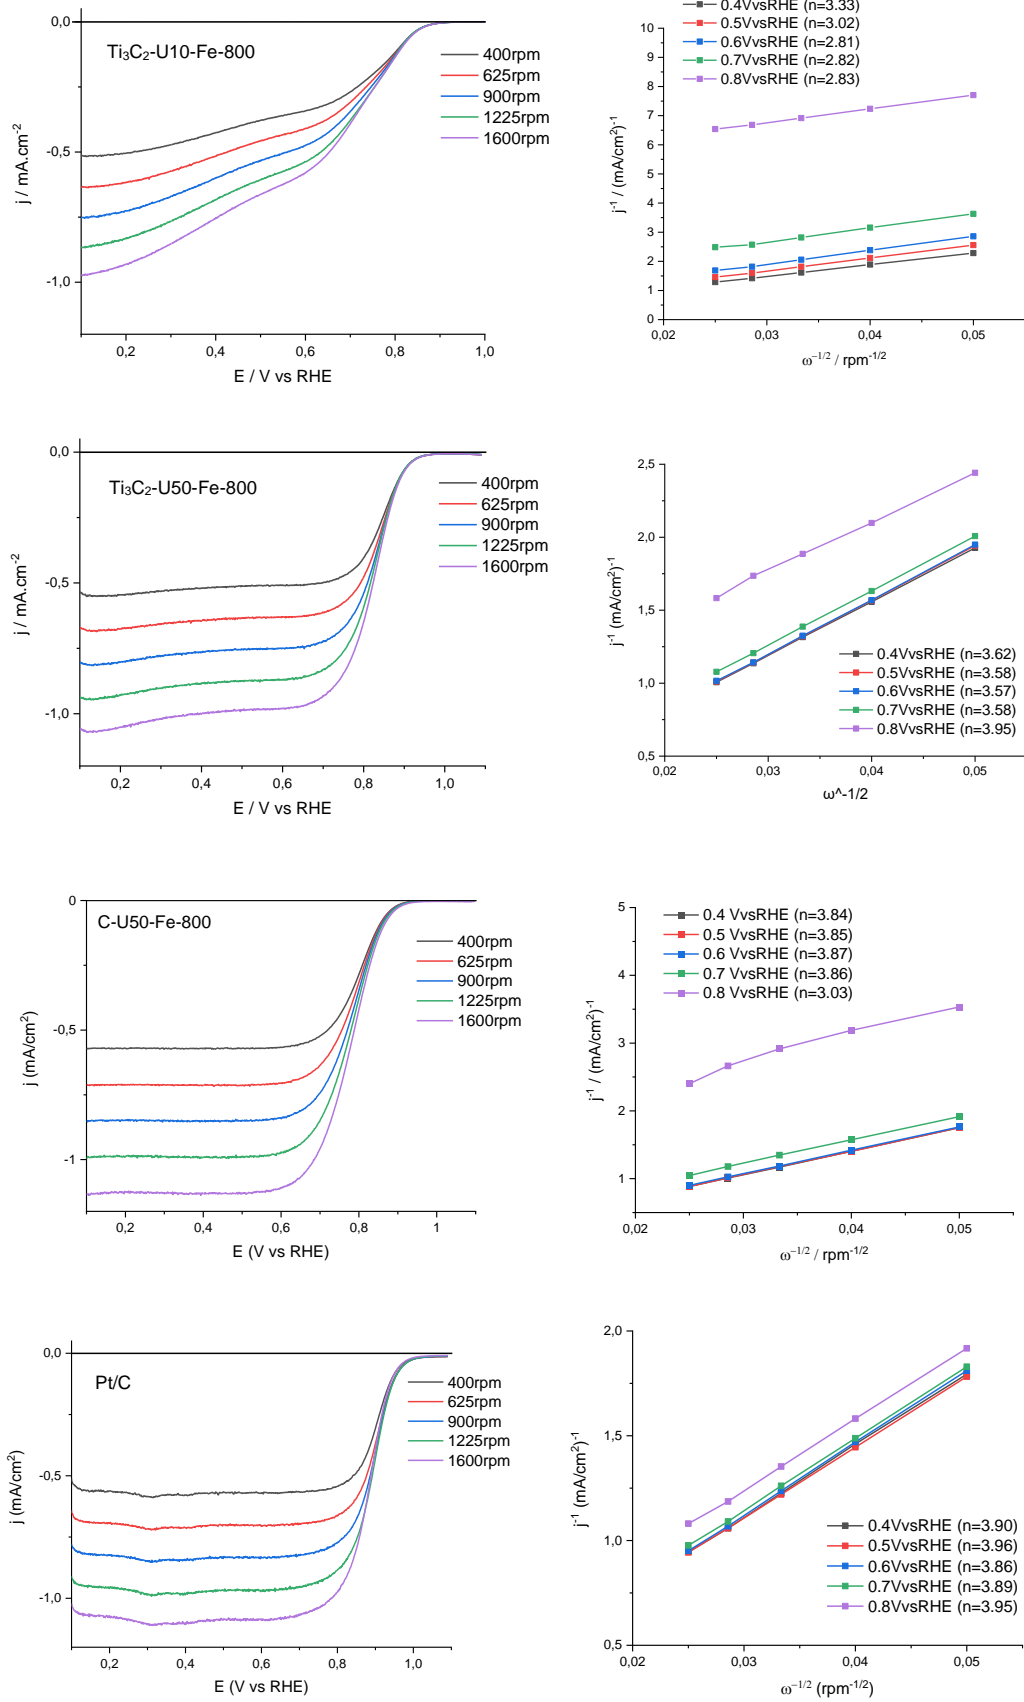 0.4VvsRHE (n=3.33)
0.5VvsRHE (n=3.02)
0.6VvsRHE (n=2.81)
0.7VvsRHE (n=2.82)
0.8VvsRHE (n=2.83)
Ti₃C₂-U10-Fe-800
400rpm
625rpm
900rpm
1225rpm
1600rpm
0,0
-0,5
-1,0
j / mA.cm⁻²
0,2 0,4 0,6 0,8 1,0
E / V vs RHE
10
9
8
7
6
5
4
3
2
1
0
j⁻¹ / (mA/cm²)⁻¹
0,02 0,03 0,04 0,05
ω⁻¹/² / rpm⁻¹/²
Ti₃C₂-U50-Fe-800
400rpm
625rpm
900rpm
1225rpm
1600rpm
0,0
-0,5
-1,0
j / mA.cm⁻²
0,2 0,4 0,6 0,8 1,0
E / V vs RHE
2,5
2,0
1,5
1,0
0,5
j⁻¹ (mA/cm²)⁻¹
0.4VvsRHE (n=3.62)
0.5VvsRHE (n=3.58)
0.6VvsRHE (n=3.57)
0.7VvsRHE (n=3.58)
0.8VvsRHE (n=3.95)
0,02 0,03 0,04 0,05
ω^-1/2
C-U50-Fe-800
400rpm
625rpm
900rpm
1225rpm
1600rpm
0
-0,5
-1
j (mA/cm²)
0,2 0,4 0,6 0,8 1
E (V vs RHE)
0.4 VvsRHE (n=3.84)
0.5 VvsRHE (n=3.85)
0.6 VvsRHE (n=3.87)
0.7 VvsRHE (n=3.86)
0.8 VvsRHE (n=3.03)
5
4
3
2
1
j⁻¹ / (mA/cm²)⁻¹
0,02 0,03 0,04 0,05
ω⁻¹/² / rpm⁻¹/²
Pt/C
400rpm
625rpm
900rpm
1225rpm
1600rpm
0,0
-0,5
-1,0
j (mA/cm²)
0,2 0,4 0,6 0,8 1,0
E (V vs RHE)
2,0
1,5
1,0
0,5
j⁻¹ (mA/cm²)⁻¹
0.4VvsRHE (n=3.90)
0.5VvsRHE (n=3.96)
0.6VvsRHE (n=3.86)
0.7VvsRHE (n=3.89)
0.8VvsRHE (n=3.95)
0,02 0,03 0,04 0,05
ω⁻¹/² (rpm⁻¹/²)